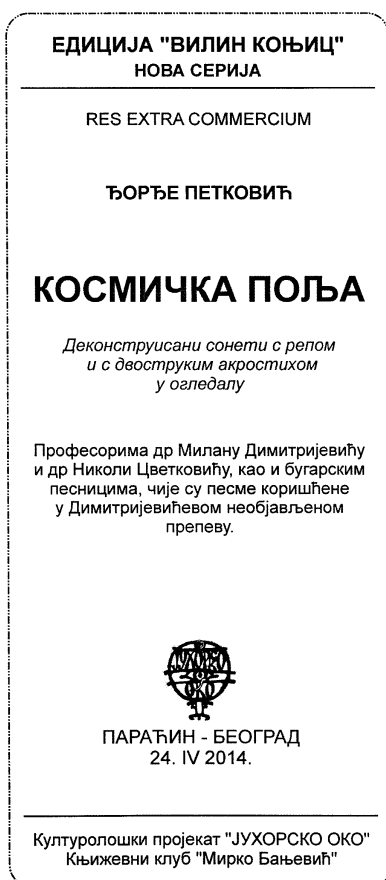 ЕДИЦИЈА "ВИЛИН КОЊИЦ"
НОВА СЕРИЈА
RES EXTRA COMMERCIUM
ЂОРЂЕ ПЕТКОВИЋ
КОСМИЧКА ПОЉА
Деконструисани сонети с репом
и с двоструким акростихом
у огледалу
Професорима др Милану Димитријевићу
и др Николи Цветковићу, као и бугарским
песницима, чије су песме коришћене
у Димитријевићевом необјављеном
препеву.
ЈУХОРСКО
ОКО
ПАРАЋИН - БЕОГРАД
24. IV 2014.
Културолошки пројекат "ЈУХОРСКО ОКО"
Књижевни клуб "Мирко Бањевић"